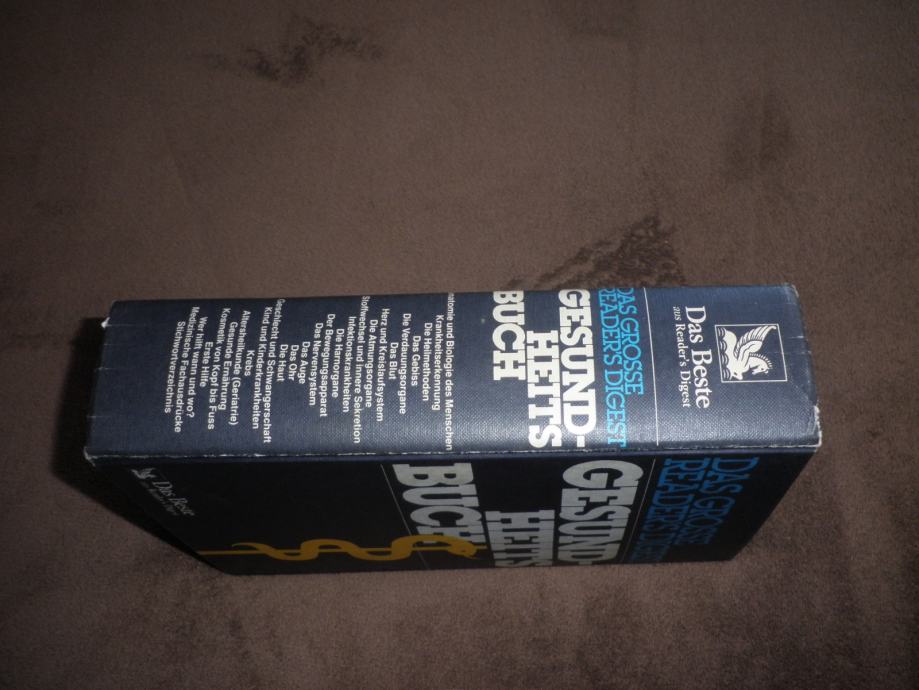 Das Beste
aus Reader's Digest
DAS GROSSE
READER'S DIGEST
GESUND-
HEITS
BUCH
natomie und Biologie des Menschen
Krankheitserkennung
Die Heilmethoden
Das Gebiss
Die Verdauungsorgane
Das Blut
Herz und Kreislaufsystem
Die Atmungsorgane
Stoffwechsel und innere Sekretion
Infektionskrankheiten
Die Harnorgane
Der Bewegungsapparat
Das Nervensystem
Das Auge
Das Ohr
Die Haut
Geschlecht und Schwangerschaft
Kind und Kinderkrankheiten
Krebs
Altersheilkunde (Geriatrie)
Gesunde Ernährung
Kosmetik von Kopf bis Fuss
Erste Hilfe
Wer hilft wann und wo?
Medizinische Fachausdrücke
Stichwortverzeichnis
DAS GROSSE
READER'S DIGEST
GESUND-
HEITS
BUCH
Das Beste